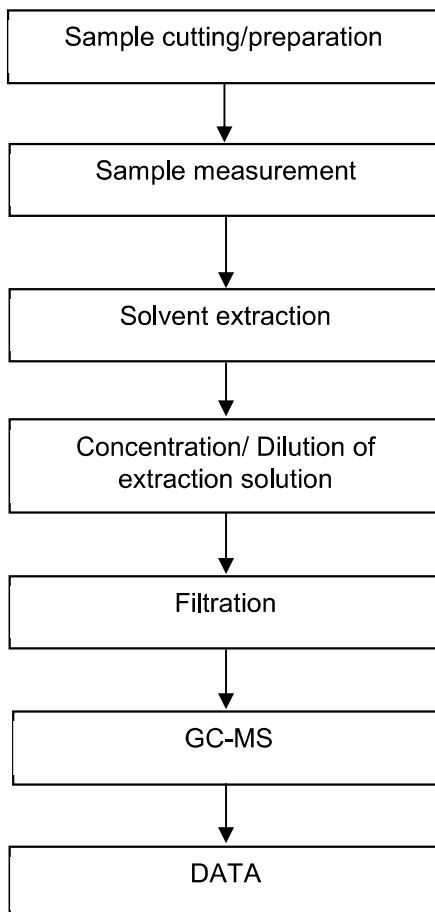 Sample cutting/preparation
Sample measurement
Solvent extraction
Concentration/ Dilution of
extraction solution
Filtration
GC-MS
DATA